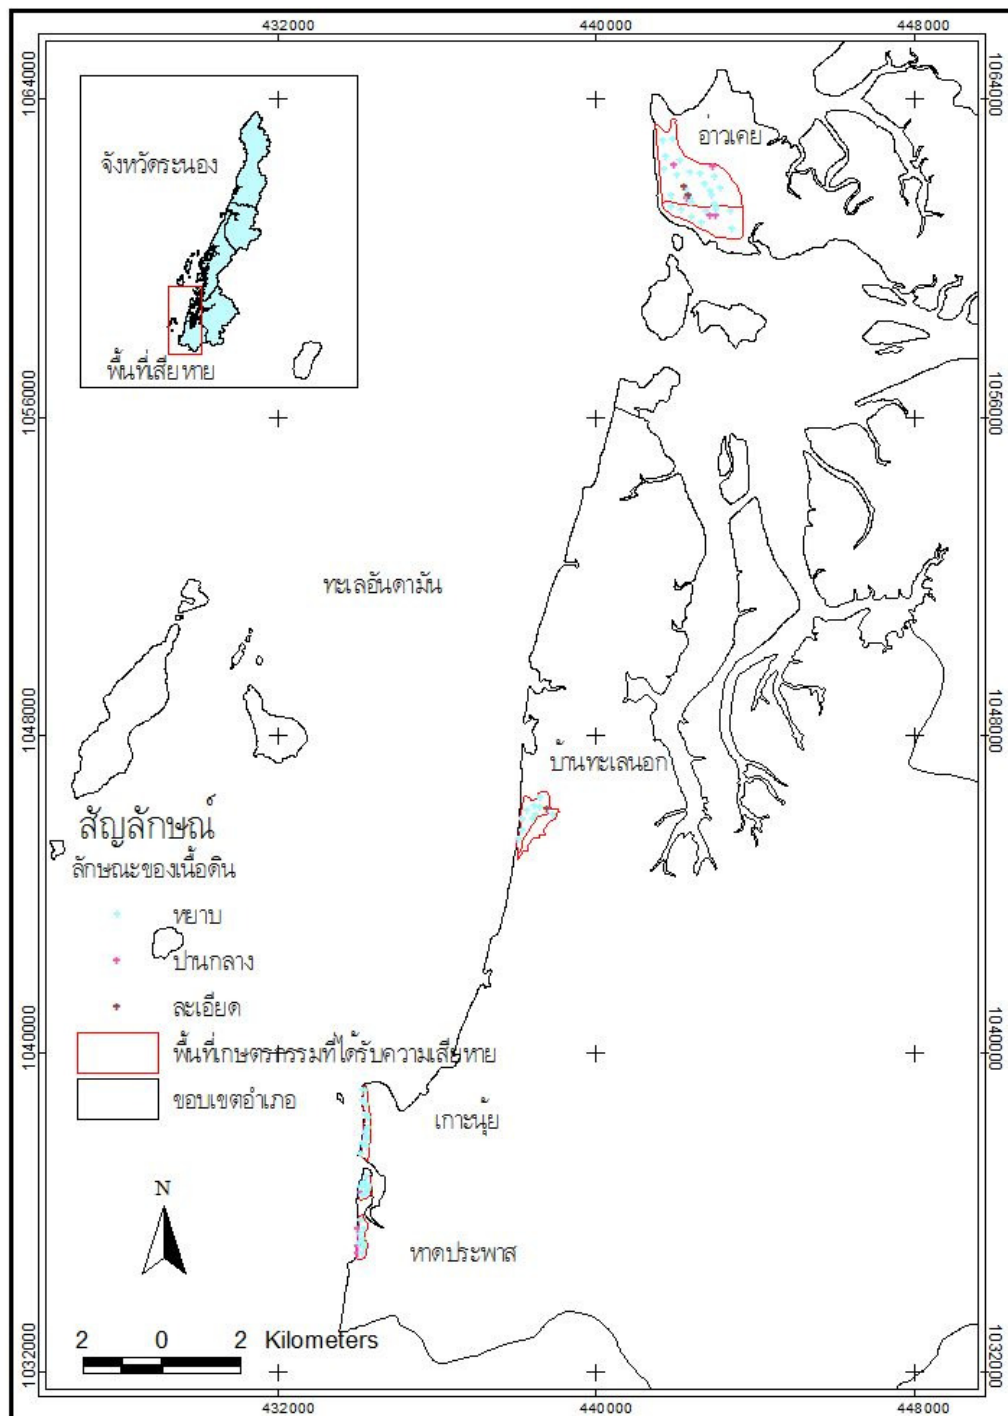 432000 440000 448000
1064000 1064000
อ่าวเคย
จังหวัดระนอง
พื้นที่เสียหาย
1056000 1056000
ทะเลอันดามัน
1048000 1048000
บ้านทะเลนอก
สัญลักษณ์
ลักษณะของเนื้อดิน
หยาบ
ปานกลาง
ละเอียด
1040000 1040000
พื้นที่เกษตรกรรมที่ได้รับความเสียหาย
ขอบเขตอำเภอ
เกาะนุ้ย
N
หาดประพาส
2 0 2 Kilometers
1032000 1032000
432000 440000 448000